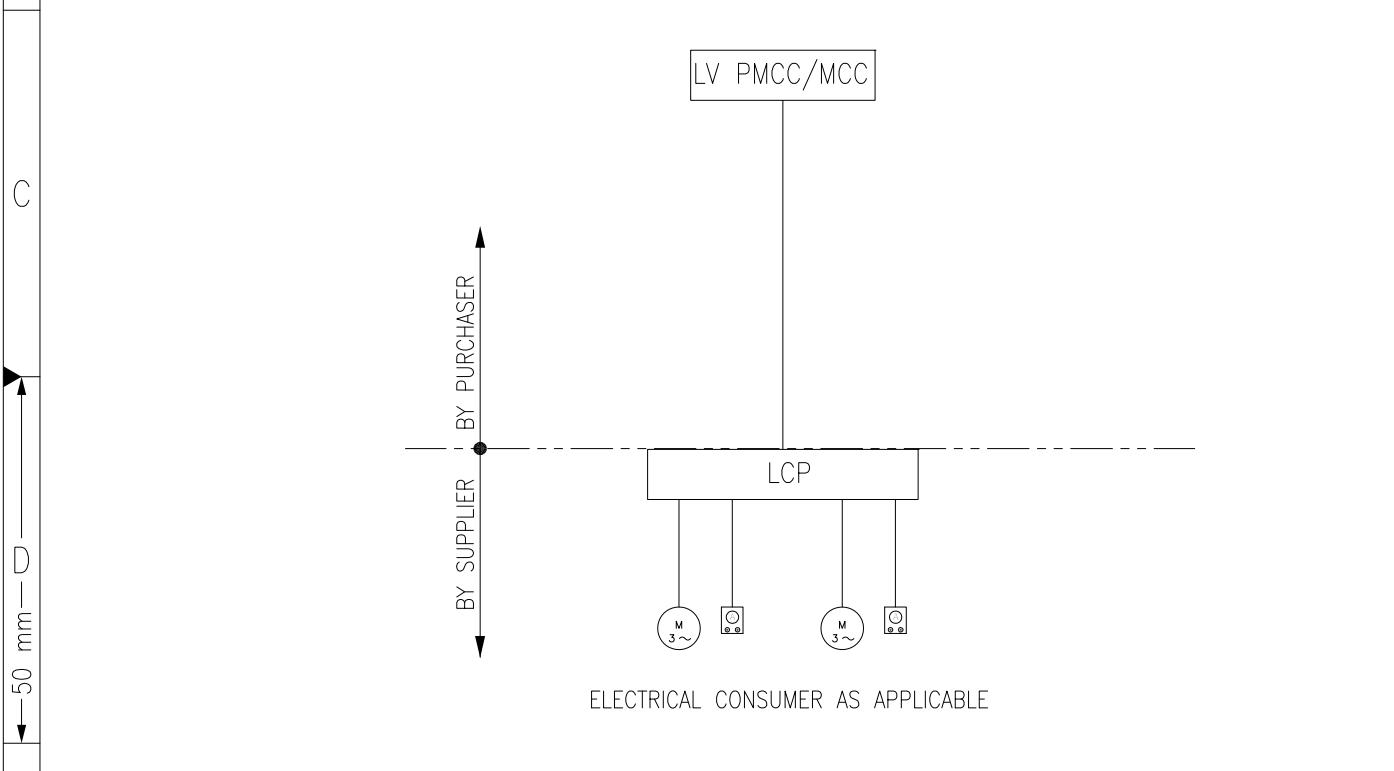 LV PMCC/MCC
C
BY PURCHASER
LCP
BY SUPPLIER
D
50 mm
M
3~
M
3~
ELECTRICAL CONSUMER AS APPLICABLE